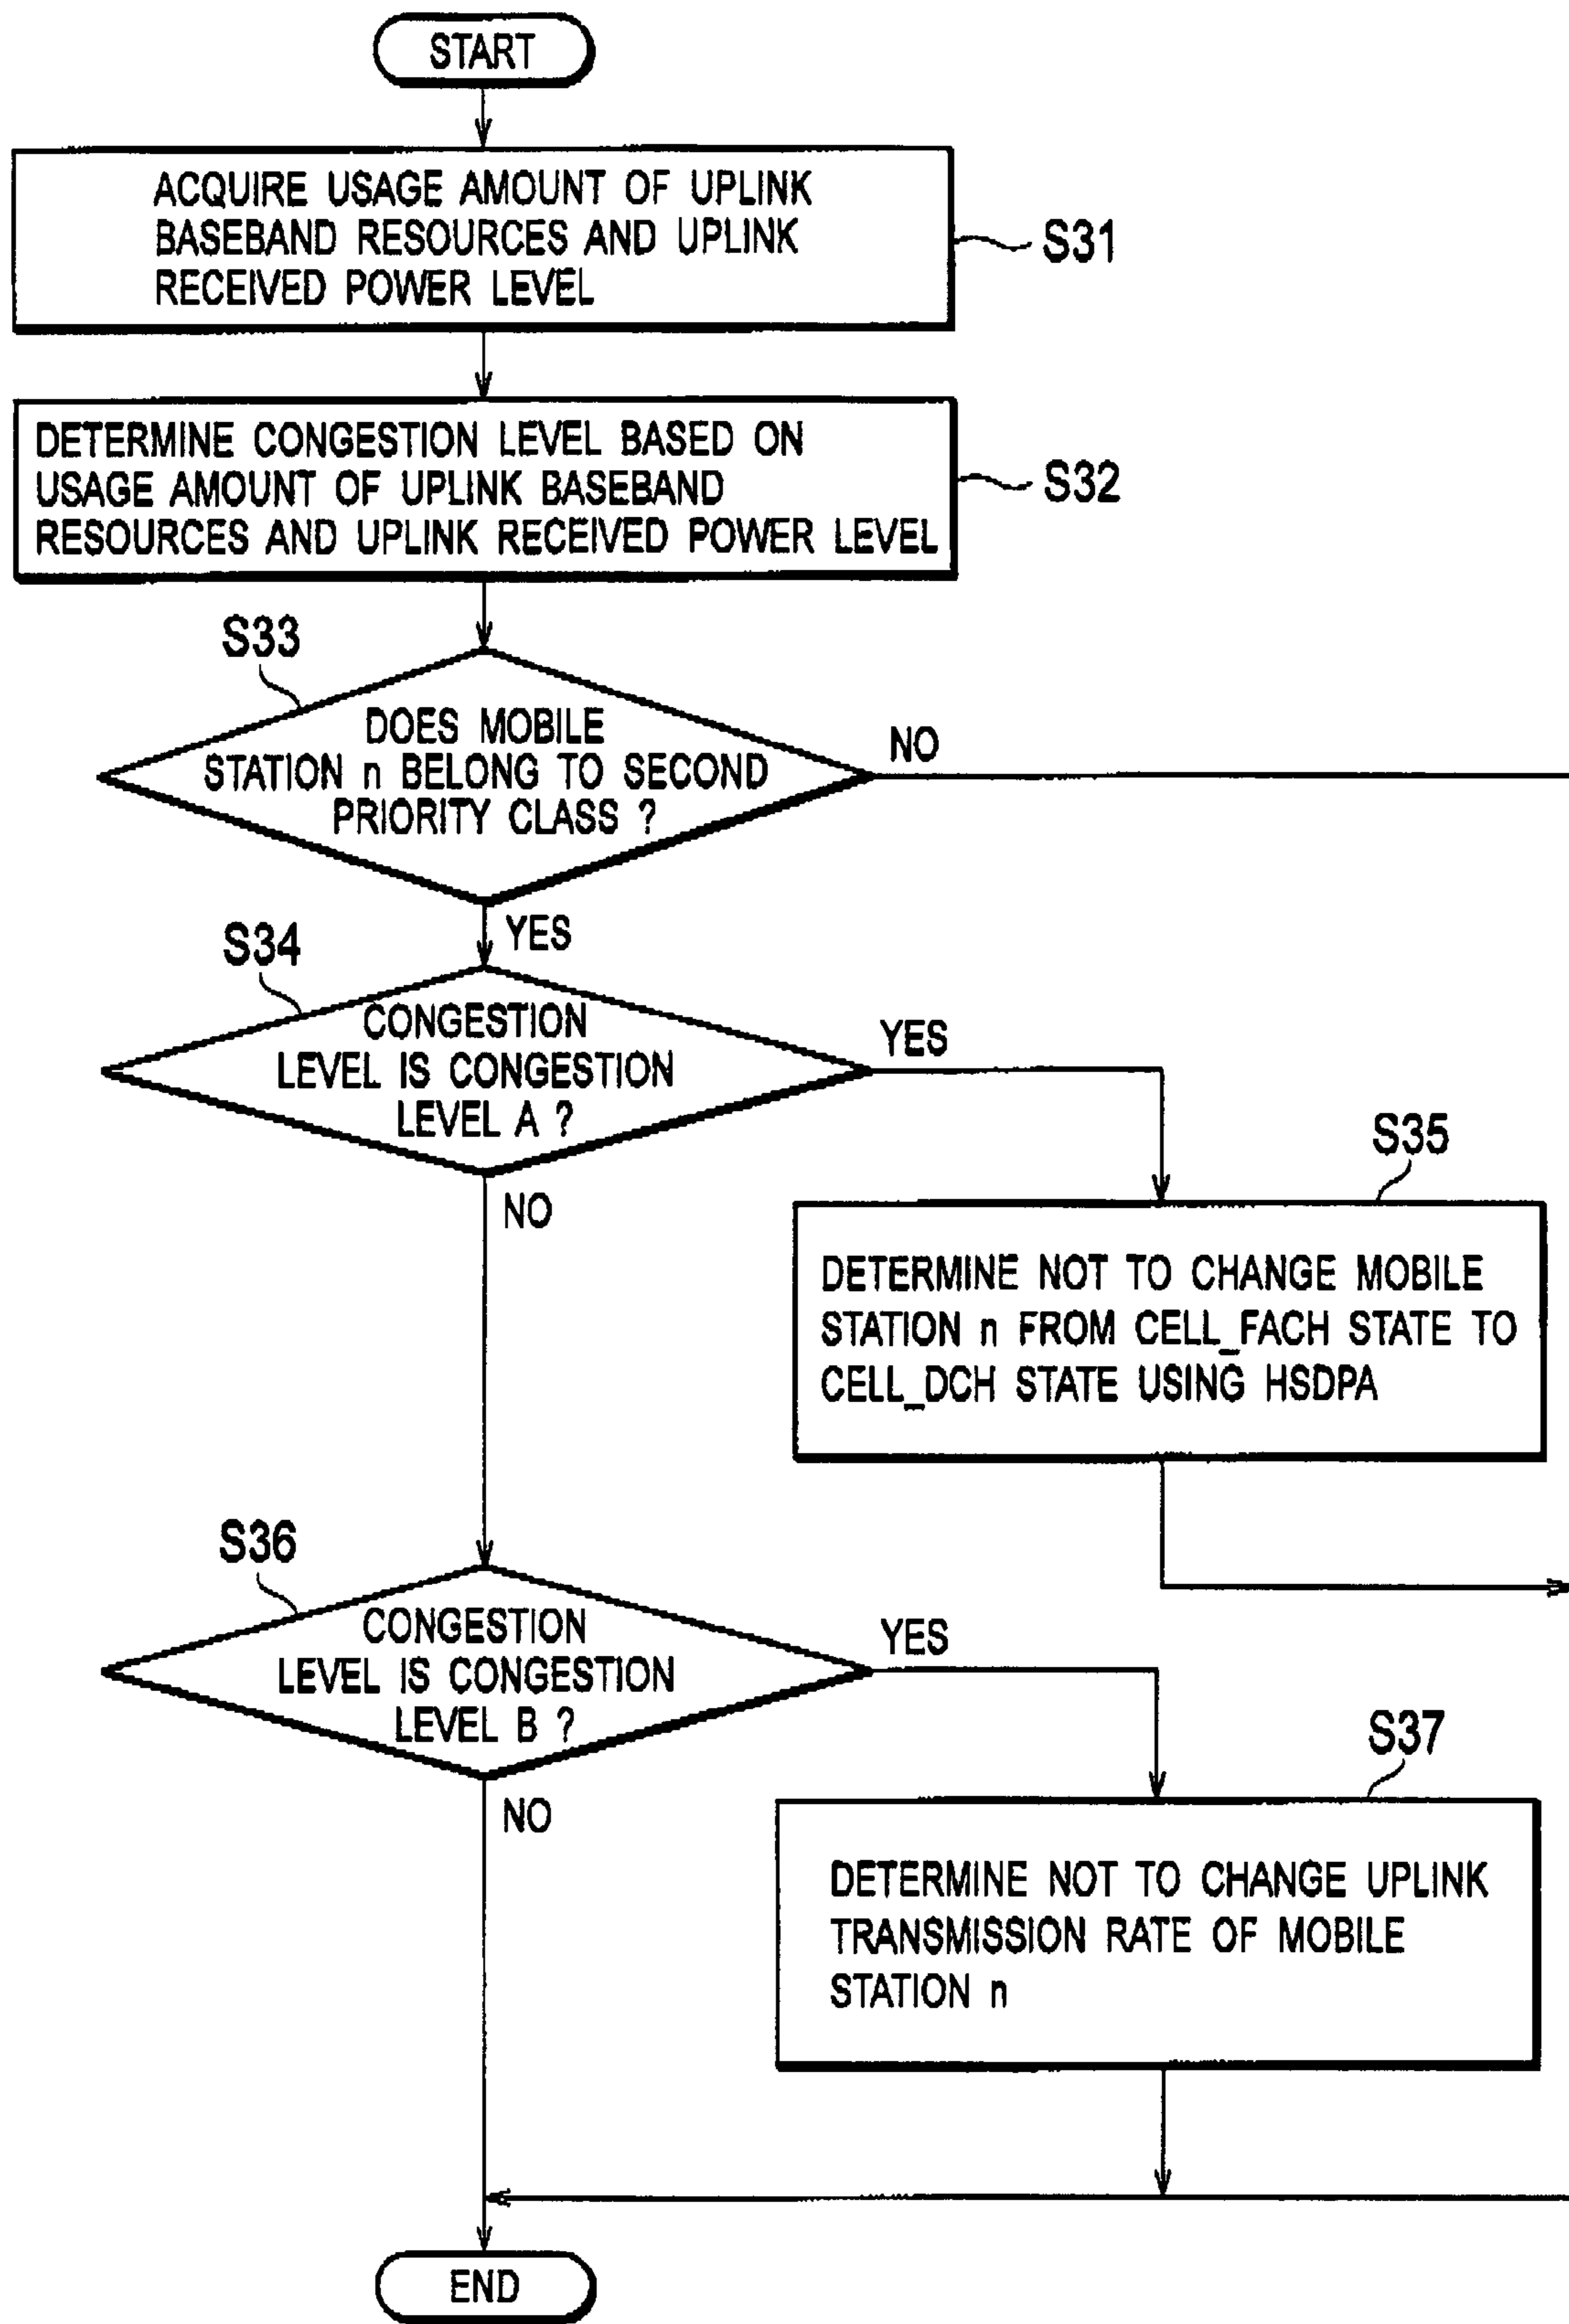 START
ACQUIRE USAGE AMOUNT OF UPLINK
BASEBAND RESOURCES AND UPLINK
RECEIVED POWER LEVEL
S31
DETERMINE CONGESTION LEVEL BASED ON
USAGE AMOUNT OF UPLINK BASEBAND
RESOURCES AND UPLINK RECEIVED POWER LEVEL
S32
S33
DOES MOBILE
STATION n BELONG TO SECOND
PRIORITY CLASS ?
NO
YES
S34
CONGESTION
LEVEL IS CONGESTION
LEVEL A ?
YES
NO
S35
DETERMINE NOT TO CHANGE MOBILE
STATION n FROM CELL_FACH STATE TO
CELL_DCH STATE USING HSDPA
S36
CONGESTION
LEVEL IS CONGESTION
LEVEL B ?
YES
NO
S37
DETERMINE NOT TO CHANGE UPLINK
TRANSMISSION RATE OF MOBILE
STATION n
END